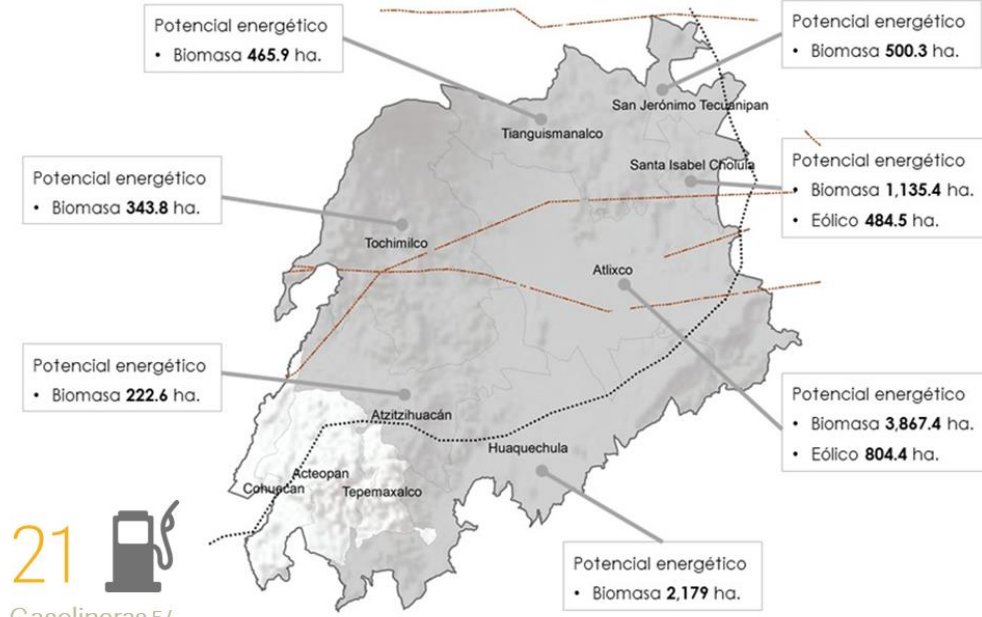 Potencial energético
• Biomasa 465.9 ha.
Potencial energético
• Biomasa 500.3 ha.
San Jerónimo Tecuanipan
Tianguismanalco
Santa Isabel Cholula
Potencial energético
• Biomasa 1,135.4 ha.
• Eólico 484.5 ha.
Potencial energético
• Biomasa 343.8 ha.
Tochimilco
Atlixco
Potencial energético
• Biomasa 222.6 ha.
Atzitzihuacán
Potencial energético
• Biomasa 3,867.4 ha.
• Eólico 804.4 ha.
Huaquechula
Acteopan
Cohuecan
Tepemaxalco
21
Potencial energético
• Biomasa 2,179 ha.
Gasolineras